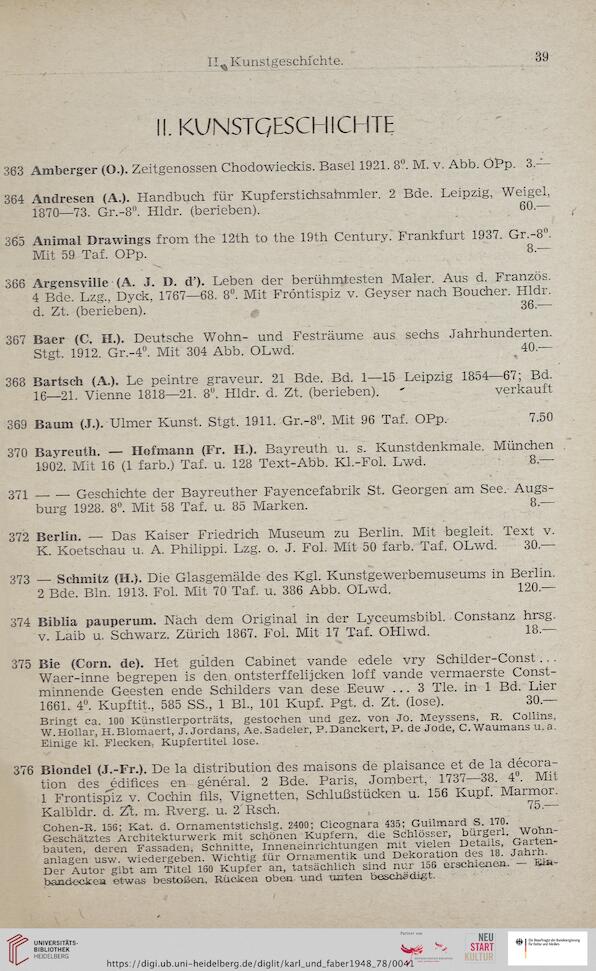 II. Kunstgeschichte.
39
II. KUNSTGESCHICHTE
363 Amberger (O.). Zeitgenossen Chodowieckis. Basel 1921. 8⁰. M. v. Abb. OPp. 3.—
364 Andresen (A.). Handbuch für Kupferstichsammler. 2 Bde. Leipzig, Weigel,
1870—73. Gr.-8⁰. Hldr. (berieben). 60.—
365 Animal Drawings from the 12th to the 19th Century. Frankfurt 1937. Gr.-8⁰.
Mit 59 Taf. OPp. 8.—
366 Argensville (A. J. D. d'). Leben der berühmtesten Maler. Aus d. Französ.
4 Bde. Lzg., Dyck, 1767—68. 8⁰. Mit Frontispiz v. Geyser nach Boucher. Hldr.
d. Zt. (berieben). 36.—
367 Baer (C. H.). Deutsche Wohn- und Festräume aus sechs Jahrhunderten.
Stgt. 1912. Gr.-4⁰. Mit 304 Abb. OLwd. 40.—
368 Bartsch (A.). Le peintre graveur. 21 Bde. Bd. 1—15 Leipzig 1854—67; Bd.
16—21. Vienne 1818—21. 8⁰. Hldr. d. Zt. (berieben). verkauft
369 Baum (J.). Ulmer Kunst. Stgt. 1911. Gr.-8⁰. Mit 96 Taf. OPp. 7.50
370 Bayreuth. — Hofmann (Fr. H.). Bayreuth u. s. Kunstdenkmale. München
1902. Mit 16 (1 farb.) Taf. u. 128 Text-Abb. Kl.-Fol. Lwd. 8.—
371 — — Geschichte der Bayreuther Fayencefabrik St. Georgen am See. Augs-
burg 1928. 8⁰. Mit 58 Taf. u. 85 Marken. 8.—
372 Berlin. — Das Kaiser Friedrich Museum zu Berlin. Mit begleit. Text v.
K. Koetschau u. A. Philippi. Lzg. o. J. Fol. Mit 50 farb. Taf. OLwd. 30.—
373 — Schmitz (H.). Die Glasgemälde des Kgl. Kunstgewerbemuseums in Berlin.
2 Bde. Bln. 1913. Fol. Mit 70 Taf. u. 386 Abb. OLwd. 120.—
374 Biblia pauperum. Nach dem Original in der Lyceumsbibl. Constanz hrsg.
v. Laib u. Schwarz. Zürich 1867. Fol. Mit 17 Taf. OHlwd. 18.—
375 Bie (Corn. de). Het gulden Cabinet vande edele vry Schilder-Const ...
Waer-inne begrepen is den ontsterffelijcken loff vande vermaerste Const-
minnende Geesten ende Schilders van dese Eeuw ... 3 Tle. in 1 Bd. Lier
1661. 4⁰. Kupftit., 585 SS., 1 Bl., 101 Kupf. Pgt. d. Zt. (lose). 30.—
Bringt ca. 100 Künstlerporträts, gestochen und gez. von Jo. Meyssens, R. Collins,
W. Hollar, H. Blomaert, J. Jordans, Ae. Sadeler, P. Danckert, P. de Jode, C. Waumans u. a.
Einige kl. Flecken, Kupfertitel lose.
376 Blondel (J.-Fr.). De la distribution des maisons de plaisance et de la décora-
tion des édifices en général. 2 Bde. Paris, Jombert, 1737—38. 4⁰. Mit
1 Frontispiz v. Cochin fils, Vignetten, Schlußstücken u. 156 Kupf. Marmor.
Kalbldr. d. Zt. m. Rverg. u. 2 Rsch. 75.—
Cohen-R. 156; Kat. d. Ornamentstichslg. 2400; Cicognara 435; Guilmard S. 170.
Geschätztes Architekturwerk mit schönen Kupfern, die Schlösser, bürgerl. Wohn-
bauten, deren Fassaden, Schnitte, Inneneinrichtungen mit vielen Details, Garten-
anlagen usw. wiedergeben. Wichtig für Ornamentik und Dekoration des 18. Jahrh.
Der Autor gibt am Titel 160 Kupfer an, tatsächlich sind nur 156 erschienen. — Ein-
bandecken etwas bestoßen, Rücken oben und unten beschädigt.
UNIVERSITÄTS-
BIBLIOTHEK
HEIDELBERG
https://digi.ub.uni-heidelberg.de/diglit/karl_und_faber1948_78/0041
Partner von
NEU
START
KULTUR